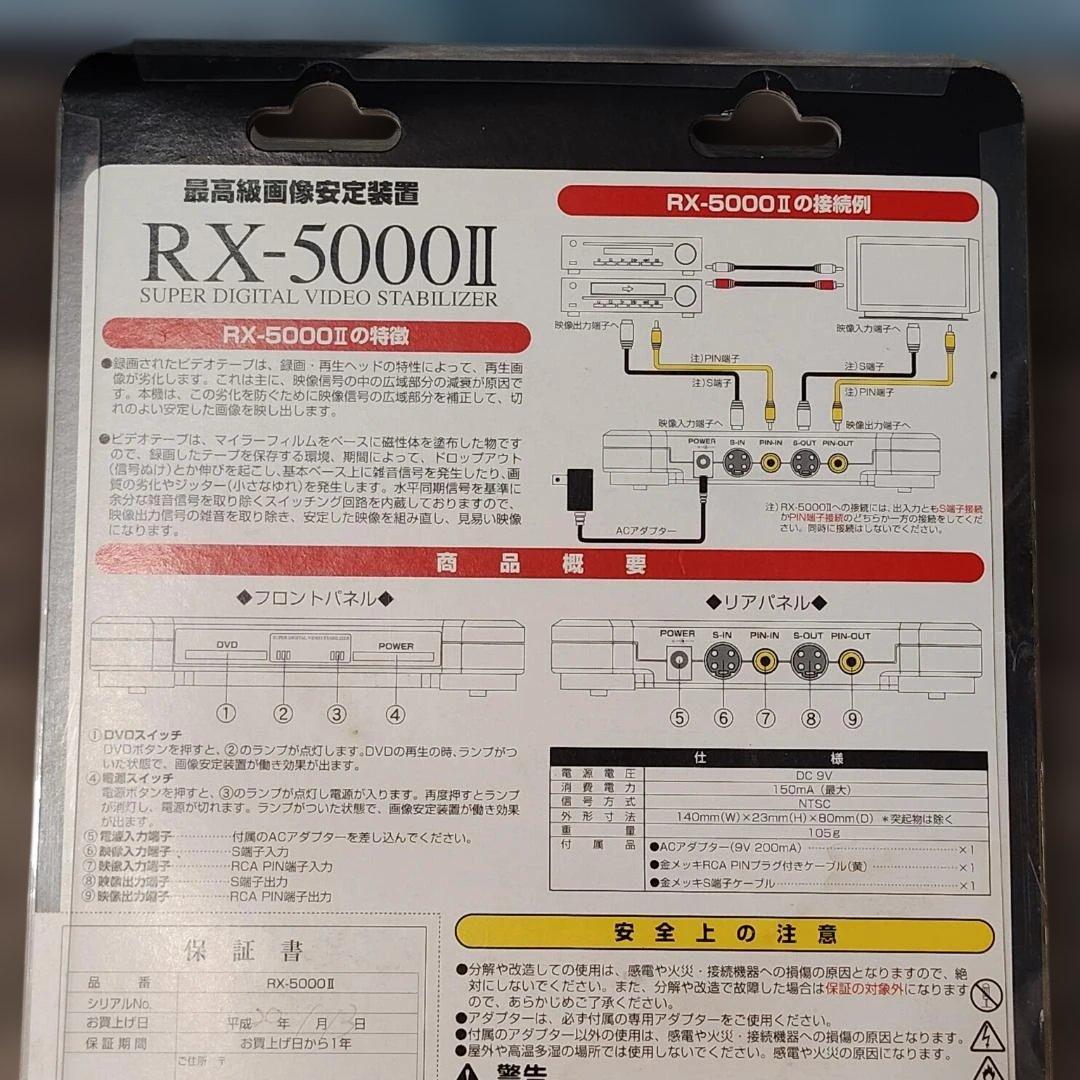 最高級画像安定装置
RX-5000Ⅱ
SUPER DIGITAL VIDEO STABILIZER
RX-5000Ⅱの特徴
●録画されたビデオテープは、録画・再生ヘッドの特性によって、再生画
像が劣化します。これは主に、映像信号の中の広域部分の減衰が原因で
す。本機は、この劣化を防ぐために映像信号の広域部分を補正して、切
れのよい安定した画像を映し出します。
●ビデオテープは、マイラーフィルムをベースに磁性体を塗布した物です
ので、録画したテープを保存する環境、期間によって、ドロップアウト
(信号ぬけ)とか伸びを起こし、基本ベース上に雑音信号を発生したり、画
質の劣化やジッター(小さなゆれ)を発生します。水平同期信号を基準に
余分な雑音信号を取り除くスイッチング回路を内蔵しておりますので、
映像出力信号の雑音を取り除き、安定した映像を組み直し、見易い映像
になります。
RX-5000Ⅱの接続例
映像出力端子へ
映像入力端子へ
注)PIN端子
注)S端子
注)S端子
注)PIN端子
映像入力端子へ
映像出力端子へ
POWER S-IN PIN-IN S-OUT PIN-OUT
ACアダプター
注)RX-5000Ⅱへの接続には、出入力ともS端子接続
かPIN端子接続のどちらか一方の接続をしてくだ
さい。同時に接続はしないでください。
商品概要
◆フロントパネル◆
DVD
SUPER DIGITAL VIDEO STABILIZER
POWER
① ② ③ ④
◆リアパネル◆
POWER S-IN PIN-IN S-OUT PIN-OUT
⑤ ⑥ ⑦ ⑧ ⑨
①DVDスイッチ
DVDボタンを押すと、②のランプが点灯します。DVDの再生の時、ランプがつ
いた状態で、画像安定装置が働き効果が出ます。
④電源スイッチ
電源ボタンを押すと、③のランプが点灯し電源が入ります。再度押すとランプ
が消灯し、電源が切れます。ランプがついた状態で、画像安定装置が働き効果
が出ます。
⑤電源入力端子 ……… 付属のACアダプターを差し込んでください。
⑥映像入力端子 ……… S端子入力
⑦映像入力端子 ……… RCA PIN端子入力
⑧映像出力端子 ……… S端子出力
⑨映像出力端子 ……… RCA PIN端子出力
仕様
電源電圧 DC 9V
消費電力 150mA(最大)
信号方式 NTSC
外形寸法 140mm(W)×23mm(H)×80mm(D) *突起物は除く
重量 105g
付属品 ●ACアダプター(9V 200mA) ……… ×1
●金メッキRCA PINプラグ付きケーブル(黄) ……… ×1
●金メッキS端子ケーブル ……… ×1
保証書
品番 RX-5000Ⅱ
シリアルNo.
お買上げ日 平成 年 月 日
保証期間 お買上げ日から1年
ご住所 〒
安全上の注意
●分解や改造しての使用は、感電や火災・接続機器への損傷の原因となりますので、絶
対にしないでください。また、分解や改造で故障した場合は保証の対象外になります
ので、あらかじめご了承ください。
●アダプターは、必ず付属の専用アダプターをご使用ください。
●付属のアダプター以外の使用は、感電や火災・接続機器への損傷の原因となります。
●屋外や高温多湿の場所では使用しないでください。感電や火災の原因になります。
警告